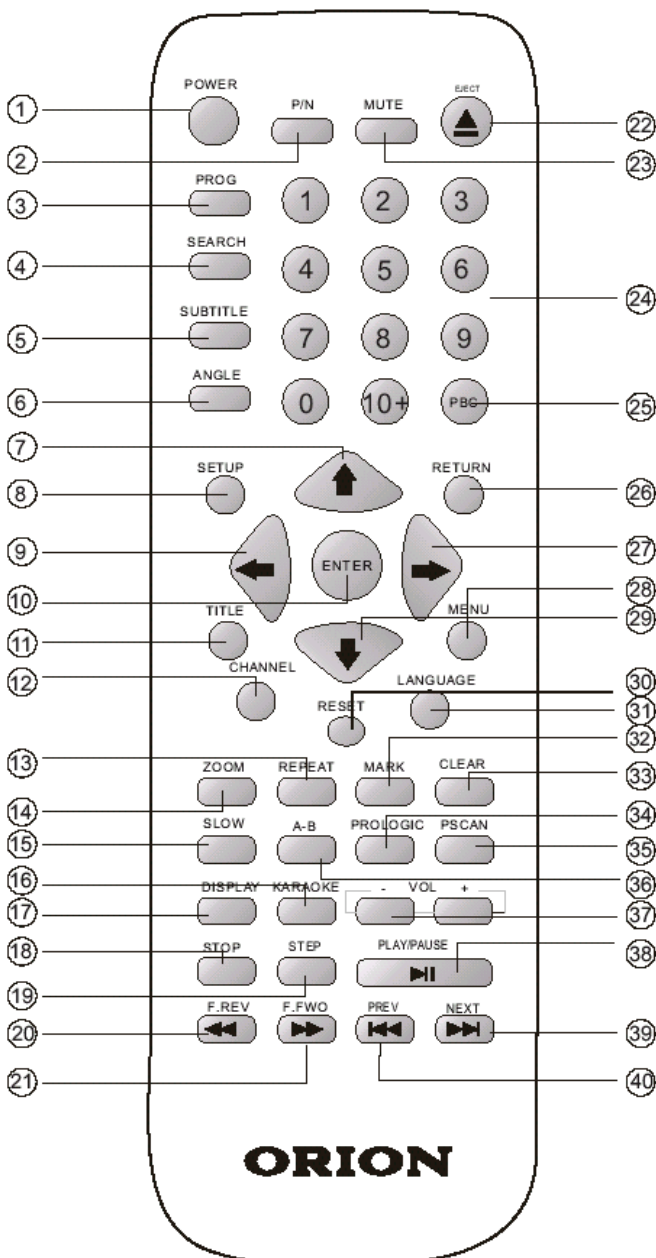 POWER
EJECT
P/N
MUTE
1
22
2
23
PROG
3
1
2
3
SEARCH
4
4
5
6
24
SUBTITLE
5
7
8
9
ANGLE
6
0
10+
PBC
25
7
SETUP
RETURN
8
26
9
27
ENTER
10
28
TITLE
MENU
11
29
CHANNEL
LANGUAGE
12
30
RESET
31
32
13
ZOOM
REPEAT
MARK
CLEAR
33
14
34
SLOW
A-B
PROLOGIC
PSCAN
15
35
16
36
DISPLAY
KARAOKE
- VOL +
17
37
18
STOP
STEP
PLAY/PAUSE
38
19
F.REV
F.FWO
PREV
NEXT
20
39
21
40
ORION